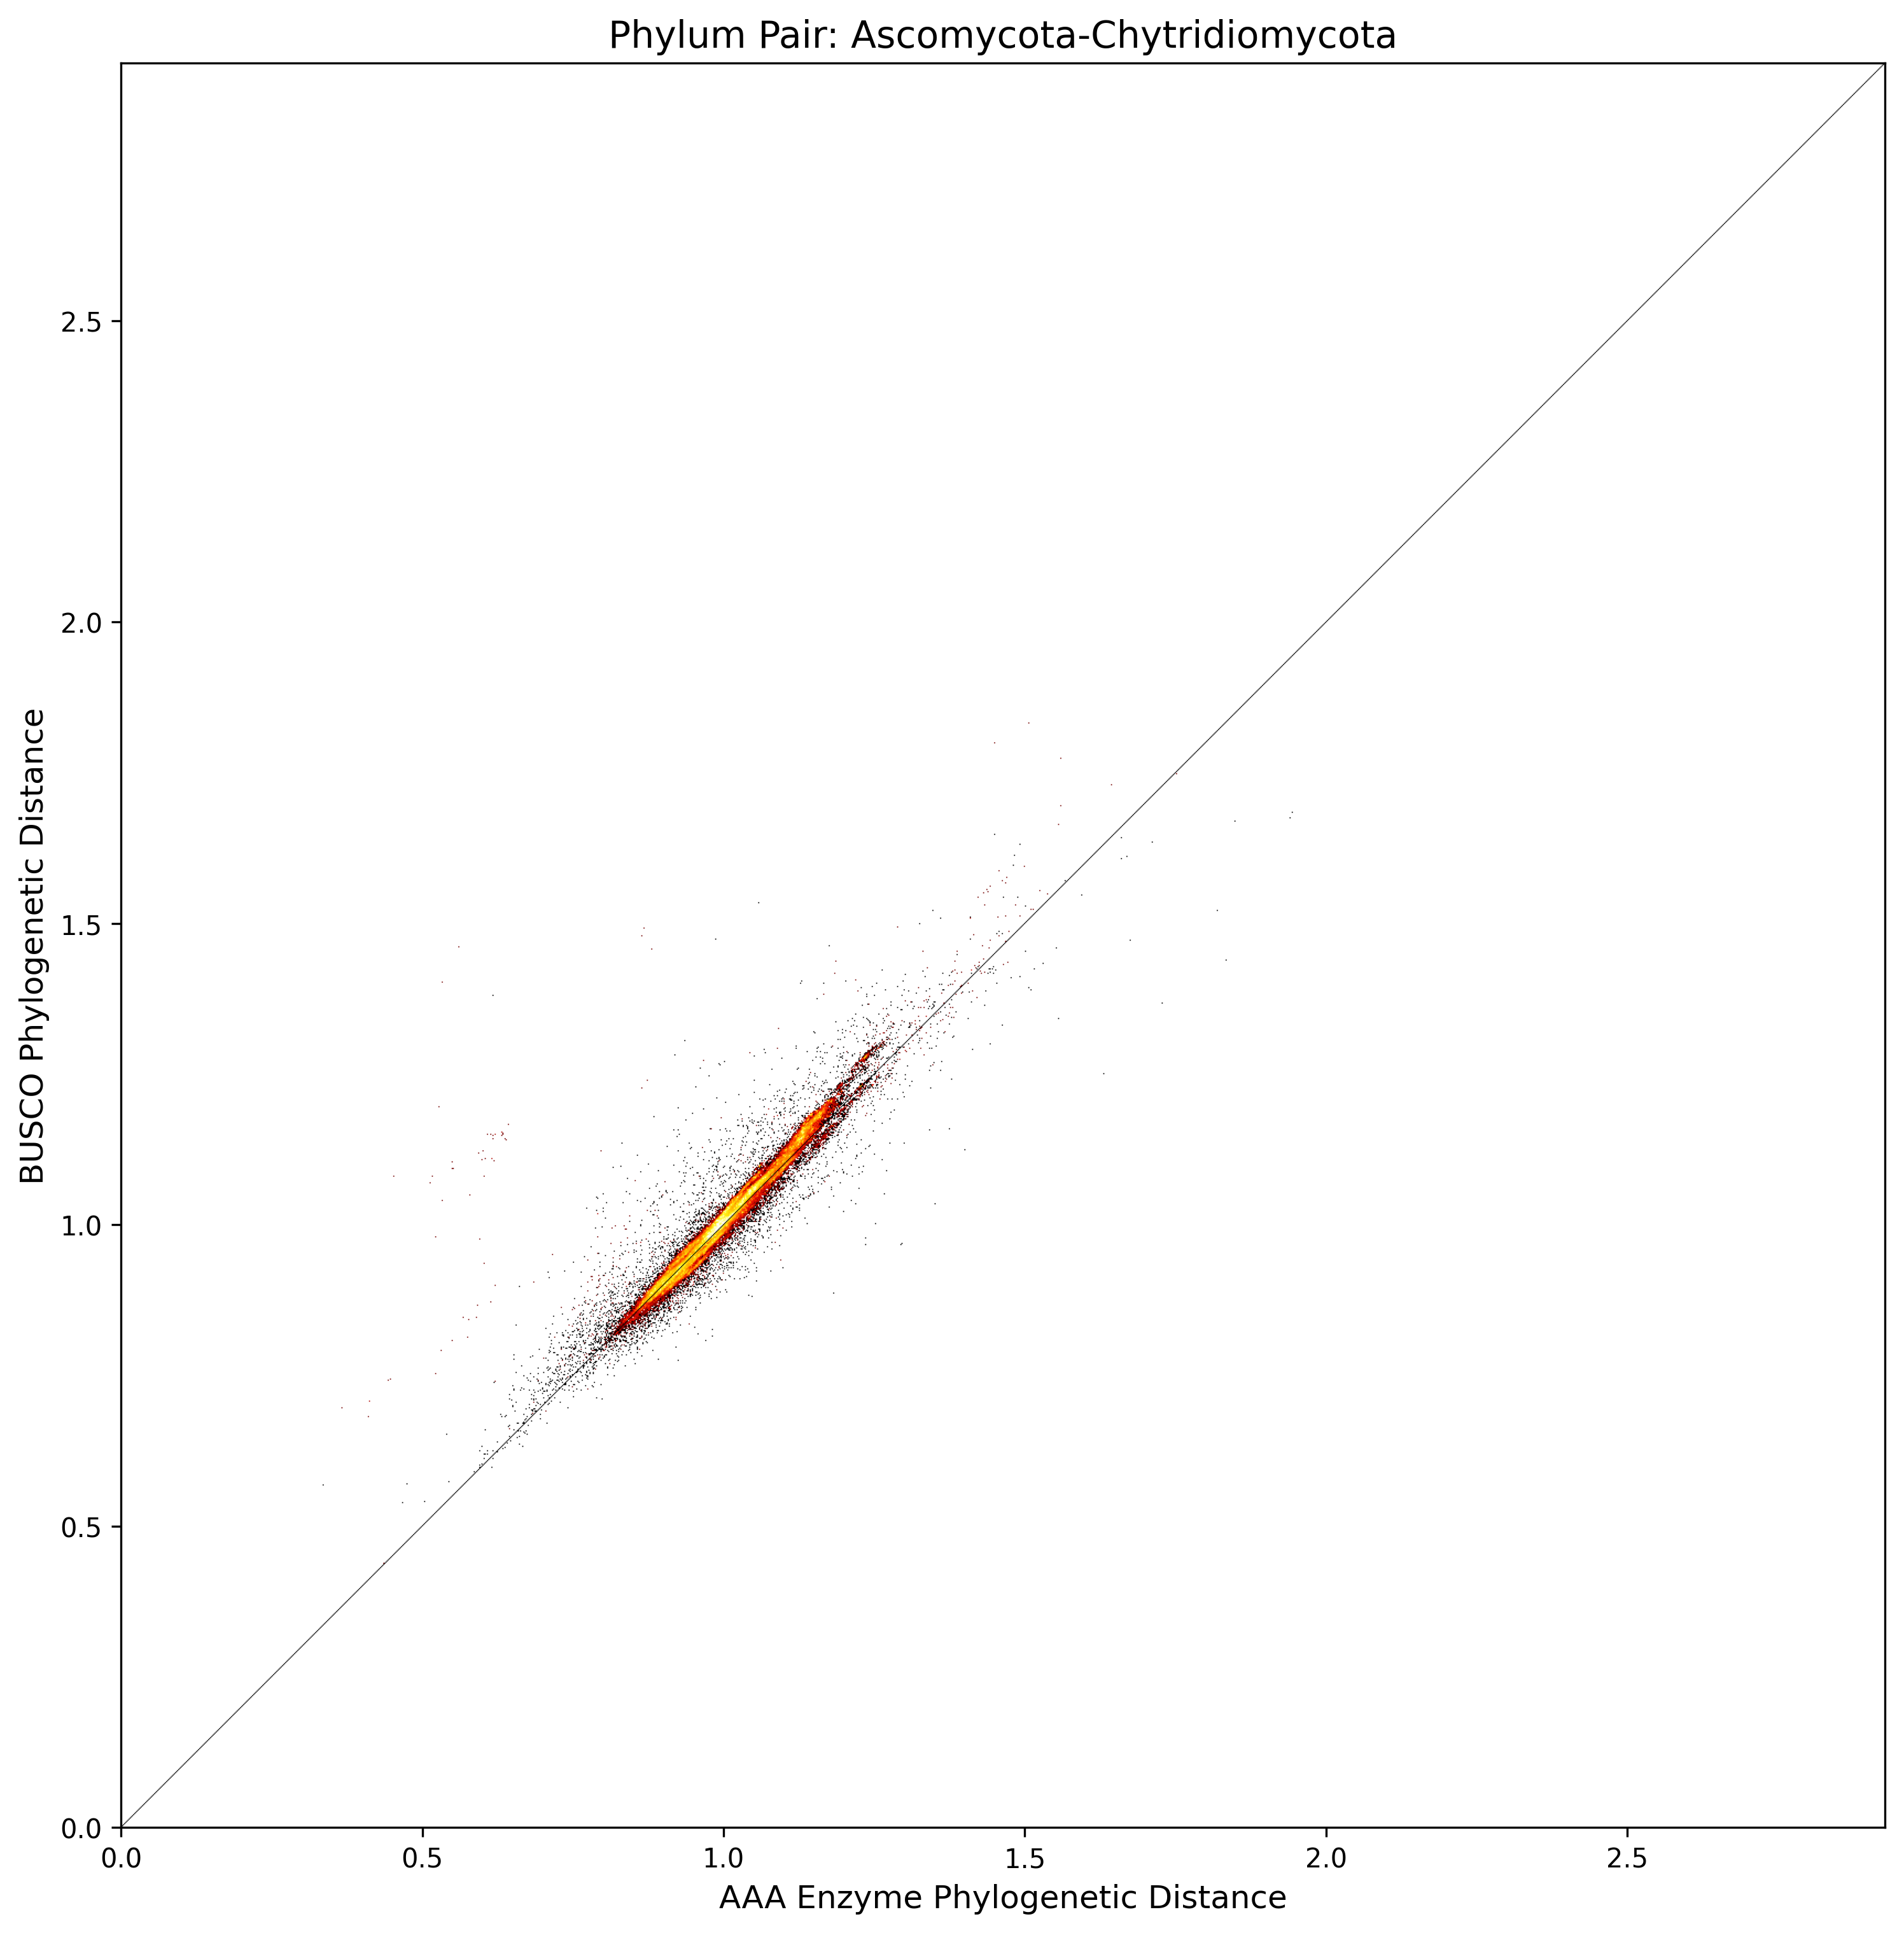 Phylum Pair: Ascomycota-Chytridiomycota
BUSCO Phylogenetic Distance
2.5
2.0
1.5
1.0
0.5
0.0
0.0 0.5 1.0 1.5 2.0 2.5
AAA Enzyme Phylogenetic Distance